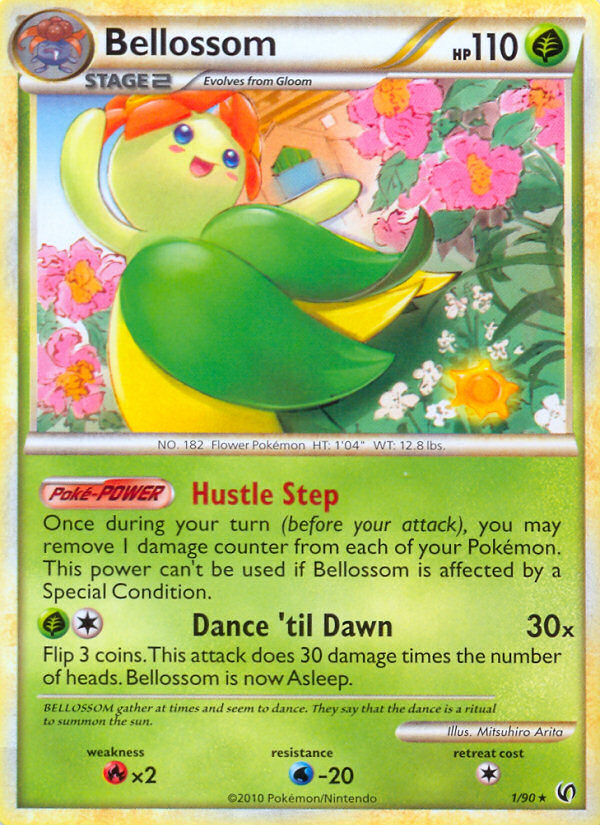 Bellossom
HP110
STAGE 2
Evolves from Gloom
NO. 182 Flower Pokémon HT: 1'04" WT: 12.8 lbs.
Poké-POWER Hustle Step
Once during your turn (before your attack), you may
remove 1 damage counter from each of your Pokémon.
This power can't be used if Bellossom is affected by a
Special Condition.
Dance 'til Dawn 30x
Flip 3 coins. This attack does 30 damage times the number
of heads. Bellossom is now Asleep.
BELLOSSOM gather at times and seem to dance. They say that the dance is a ritual
to summon the sun.
Illus. Mitsuhiro Arita
weakness resistance retreat cost
x2 -20
©2010 Pokémon/Nintendo 1/90★